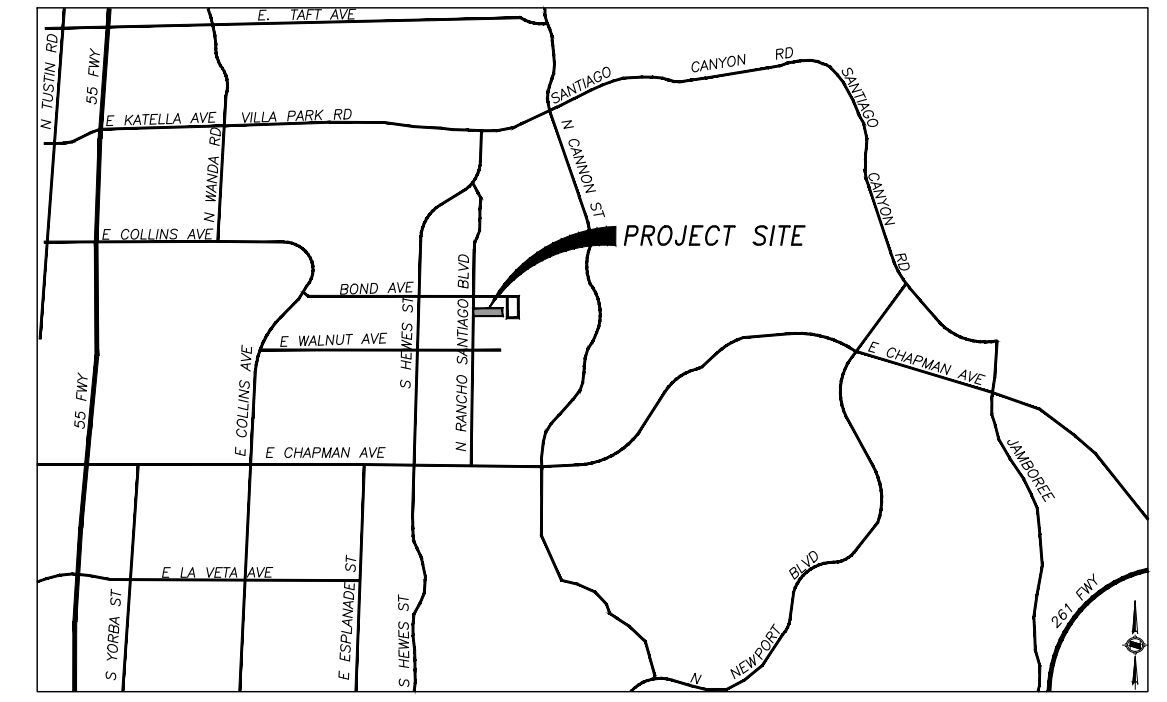 E. TAFT AVE
N TUSTIN RD
55 FWY
SANTIAGO CANYON RD
SANTIAGO CANYON RD
E KATELLA AVE
VILLA PARK RD
N WANDA RD
N CANNON ST
E COLLINS AVE
PROJECT SITE
BOND AVE
S HEWES ST
N RANCHO SANTIAGO BLVD
E WALNUT AVE
E COLLINS AVE
55 FWY
E CHAPMAN AVE
E CHAPMAN AVE
JAMBOREE
E LA VETA AVE
S YORBA ST
E ESPLANADE ST
S HEWES ST
N NEWPORT BLVD
261 FWY